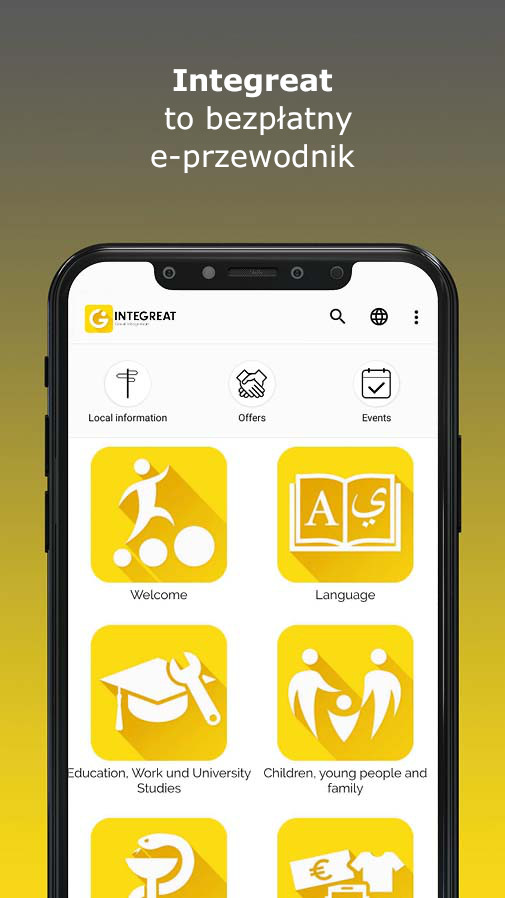 Integreat
to bezpłatny
e-przewodnik
INTEGREAT
Local information
Offers
Events
A ي
Welcome
Language
Education, Work und University
Studies
Children, young people and
family
€